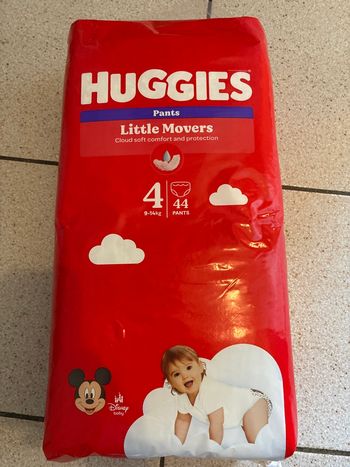 HUGGIES
Pants
Little Movers
Cloud soft comfort and protection
4
9-14kg
44
PANTS
Disney
baby